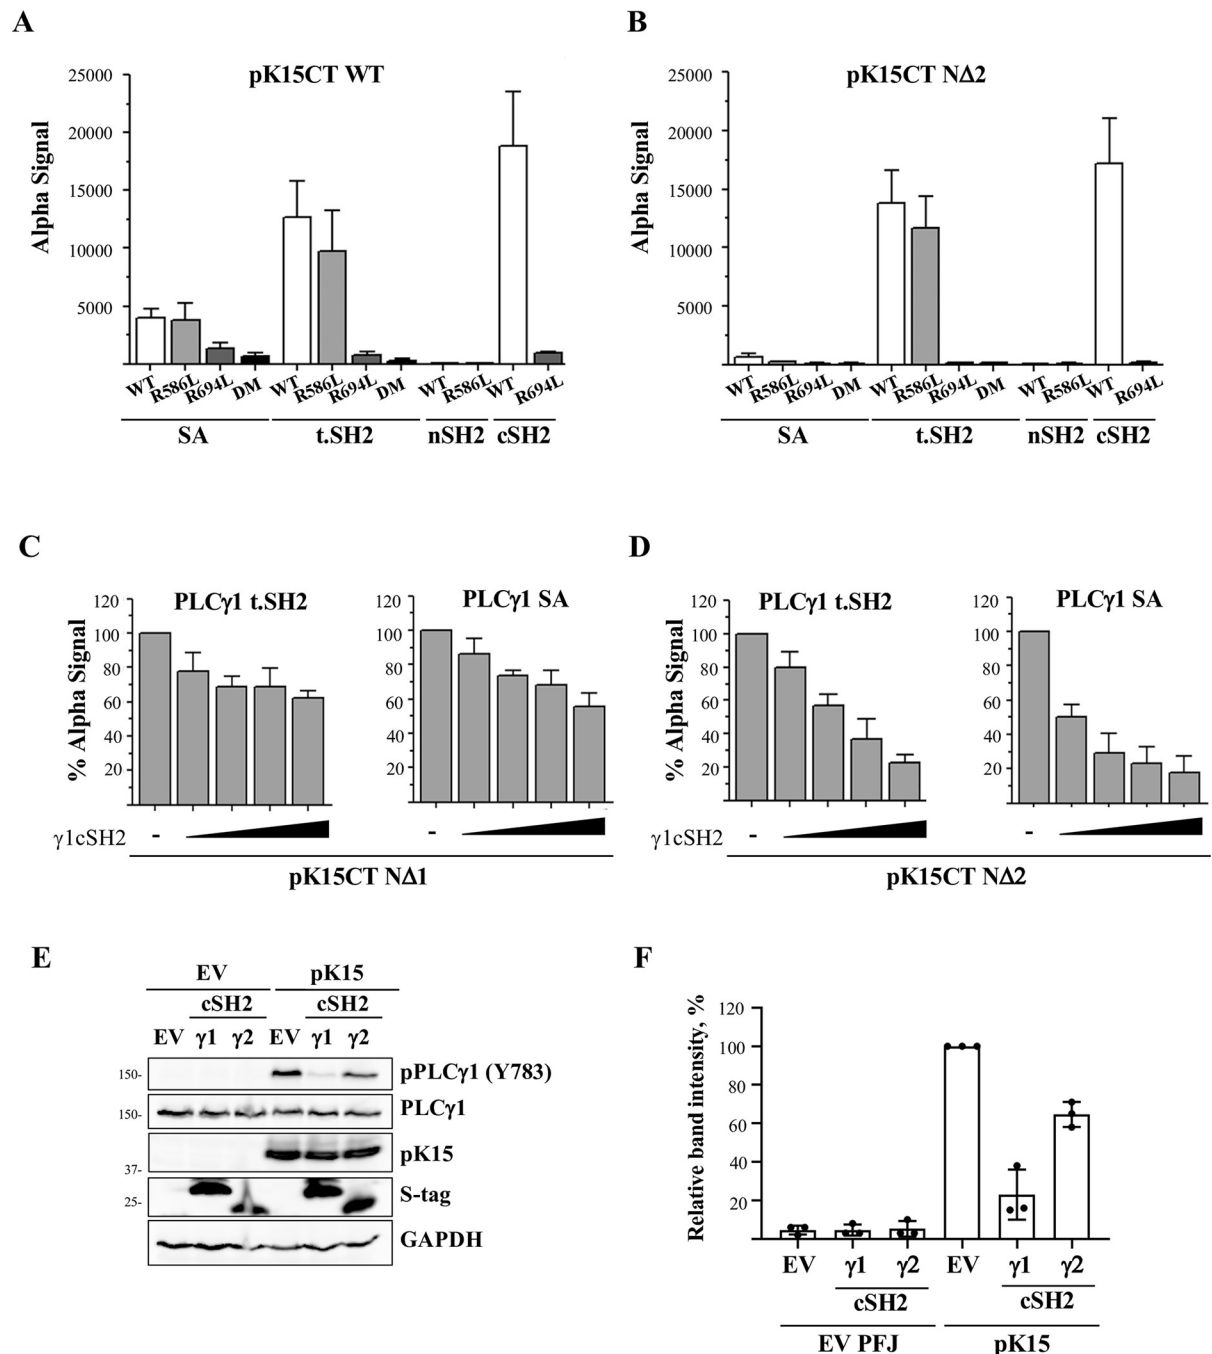 A
pK15CT WT
Alpha Signal
25000
20000
15000
10000
5000
WT R586L R694L DM WT R586L R694L DM WT R586L WT R694L
SA t.SH2 nSH2 cSH2
B
pK15CT NΔ2
Alpha Signal
25000
20000
15000
10000
5000
WT R586L R694L DM WT R586L R694L DM WT R586L WT R694L
SA t.SH2 nSH2 cSH2
C
PLCγ1 t.SH2
% Alpha Signal
120
100
80
60
40
20
PLCγ1 SA
120
100
80
60
40
20
γ1cSH2 - -
pK15CT NΔ1
D
PLCγ1 t.SH2
% Alpha Signal
120
100
80
60
40
20
PLCγ1 SA
120
100
80
60
40
20
γ1cSH2 - -
pK15CT NΔ2
E
EV pK15
cSH2 cSH2
EV γ1 γ2 EV γ1 γ2
150- pPLCγ1 (Y783)
150- PLCγ1
pK15
37-
25- S-tag
GAPDH
F
Relative band intensity, %
120
100
80
60
40
20
EV γ1 γ2 EV γ1 γ2
cSH2 cSH2
EV PFJ pK15